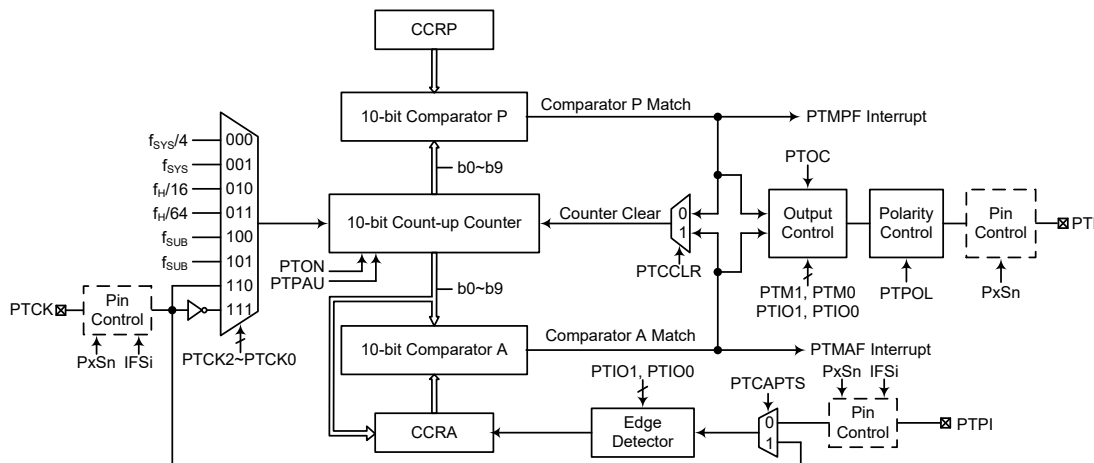 CCRP
10-bit Comparator P
Comparator P Match
PTMPF Interrupt
b0~b9
fSYS/4
000
fSYS
001
fH/16
010
fH/64
011
fSUB
100
fSUB
101
110
111
10-bit Count-up Counter
Counter Clear
0
1
PTCCLR
PTOC
Output
Control
Polarity
Control
Pin
Control
PTON
PTPAU
PTM1, PTM0
PTIO1, PTIO0
PTPOL
PxSn
b0~b9
PTCK
Pin
Control
PxSn
IFSi
PTCK2~PTCK0
10-bit Comparator A
Comparator A Match
PTMAF Interrupt
PTIO1, PTIO0
PTCAPTS
PxSn
IFSi
CCRA
Edge
Detector
0
1
Pin
Control
PTPI